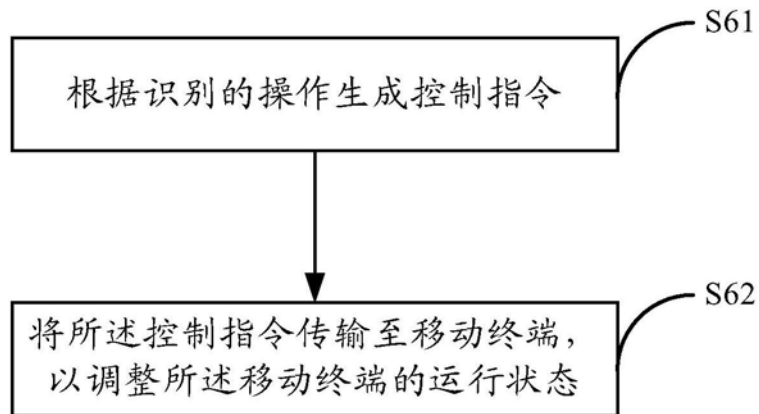 S61
根据识别的操作生成控制指令
S62
将所述控制指令传输至移动终端，
以调整所述移动终端的运行状态